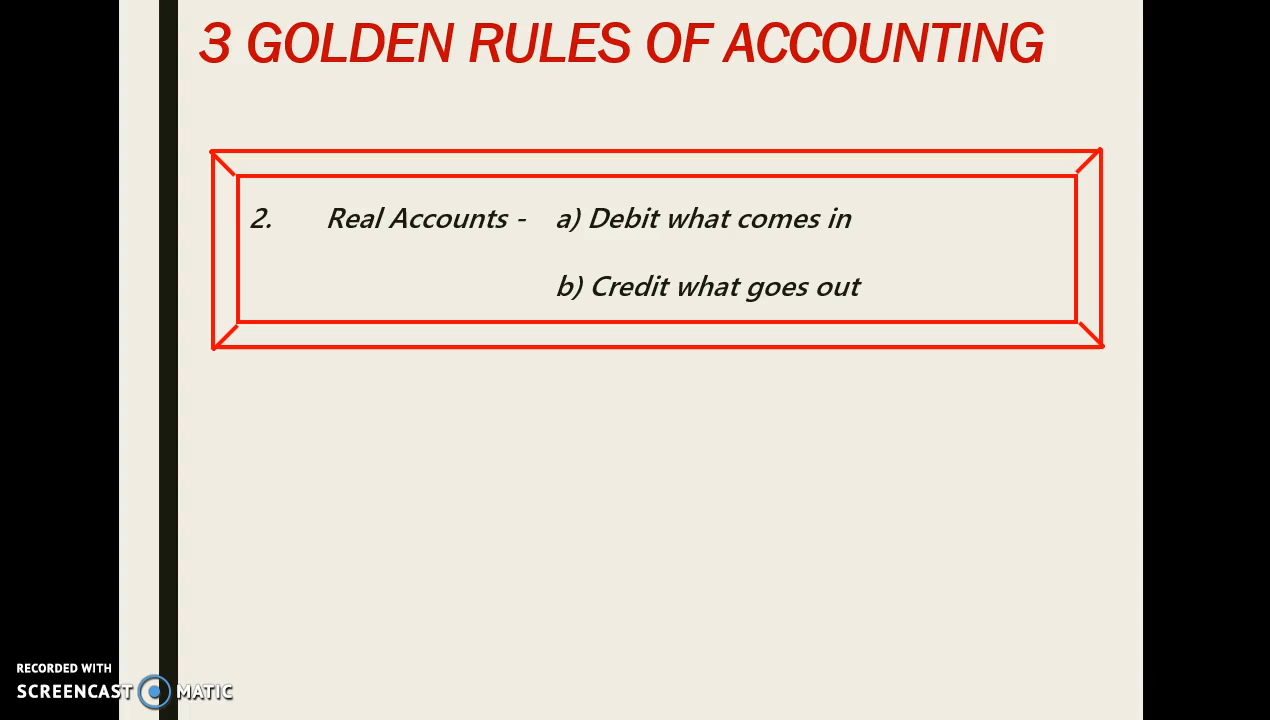 3 GOLDEN RULES OF ACCOUNTING
2. Real Accounts - a) Debit what comes in
b) Credit what goes out
RECORDED WITH
SCREENCAST MATIC